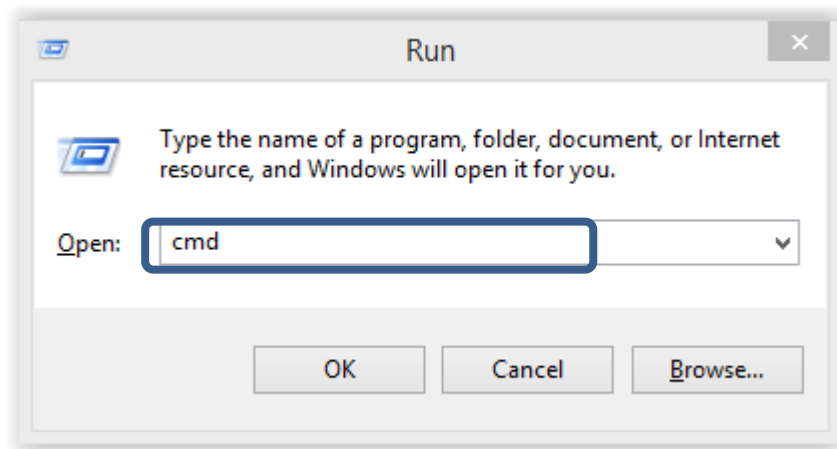 Run
Type the name of a program, folder, document, or Internet
resource, and Windows will open it for you.
Open: cmd
OK Cancel Browse...